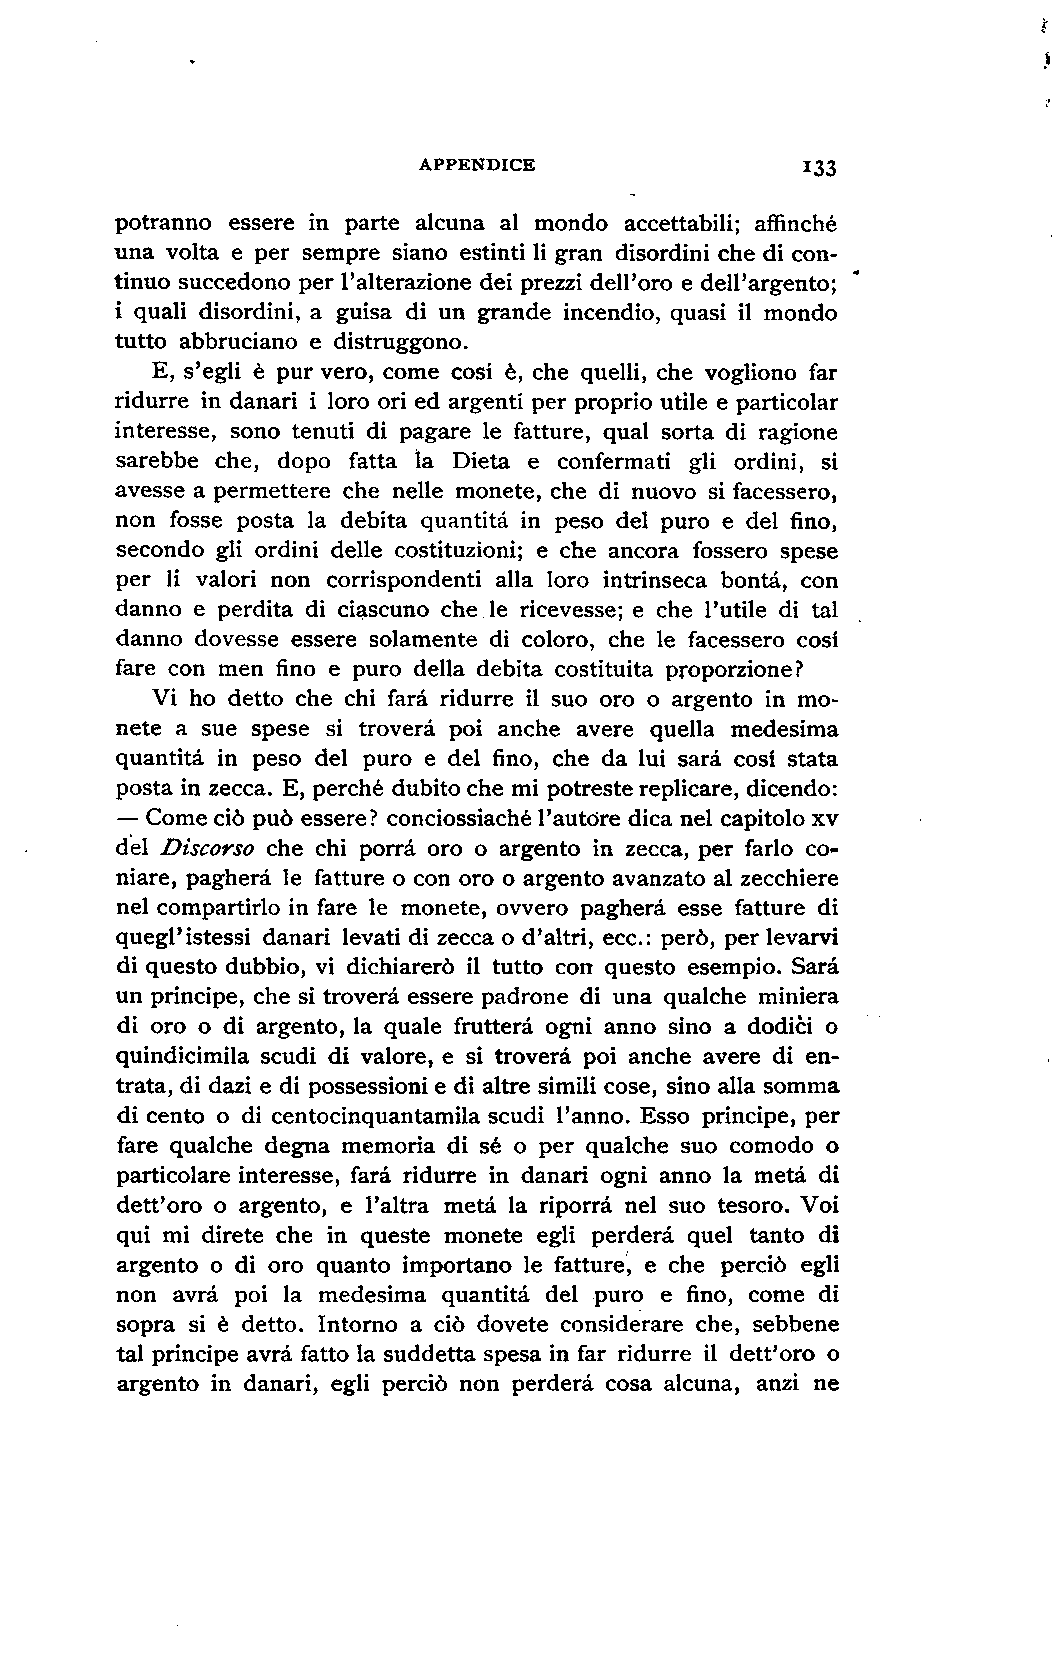 APPENDICE 133
potranno essere in parte alcuna al mondo accettabili; affinché
una volta e per sempre siano estinti li gran disordini che di con-
tinuo succedono per l'alterazione dei prezzi dell'oro e dell'argento;
i quali disordini, a guisa di un grande incendio, quasi il mondo
tutto abbruciano e distruggono.
E, s'egli è pur vero, come cosí è, che quelli, che vogliono far
ridurre in danari i loro ori ed argenti per proprio utile e particolar
interesse, sono tenuti di pagare le fatture, qual sorta di ragione
sarebbe che, dopo fatta la Dieta e confermati gli ordini, si
avesse a permettere che nelle monete, che di nuovo si facessero,
non fosse posta la debita quantitá in peso del puro e del fino,
secondo gli ordini delle costituzioni; e che ancora fossero spese
per li valori non corrispondenti alla loro intrinseca bontá, con
danno e perdita di ciascuno che le ricevesse; e che l'utile di tal
danno dovesse essere solamente di coloro, che le facessero cosí
fare con men fino e puro della debita costituita proporzione?
Vi ho detto che chi fará ridurre il suo oro o argento in mo-
nete a sue spese si troverá poi anche avere quella medesima
quantitá in peso del puro e del fino, che da lui sará cosí stata
posta in zecca. E, perché dubito che mi potreste replicare, dicendo:
— Come ciò può essere? conciossiaché l'autore dica nel capitolo xv
del Discorso che chi porrá oro o argento in zecca, per farlo co-
niare, pagherá le fatture o con oro o argento avanzato al zecchiere
nel compartirlo in fare le monete, ovvero pagherá esse fatture di
quegl'istessi danari levati di zecca o d'altri, ecc.: però, per levarvi
di questo dubbio, vi dichiarerò il tutto con questo esempio. Sará
un principe, che si troverá essere padrone di una qualche miniera
di oro o di argento, la quale frutterá ogni anno sino a dodici o
quindicimila scudi di valore, e si troverá poi anche avere di en-
trata, di dazi e di possessioni e di altre simili cose, sino alla somma
di cento o di centocinquantamila scudi l'anno. Esso principe, per
fare qualche degna memoria di sé o per qualche suo comodo o
particolare interesse, fará ridurre in danari ogni anno la metá di
dett'oro o argento, e l'altra metá la riporrá nel suo tesoro. Voi
qui mi direte che in queste monete egli perderá quel tanto di
argento o di oro quanto importano le fatture, e che perciò egli
non avrá poi la medesima quantitá del puro e fino, come di
sopra si è detto. Intorno a ciò dovete considerare che, sebbene
tal principe avrá fatto la suddetta spesa in far ridurre il dett'oro o
argento in danari, egli perciò non perderá cosa alcuna, anzi ne